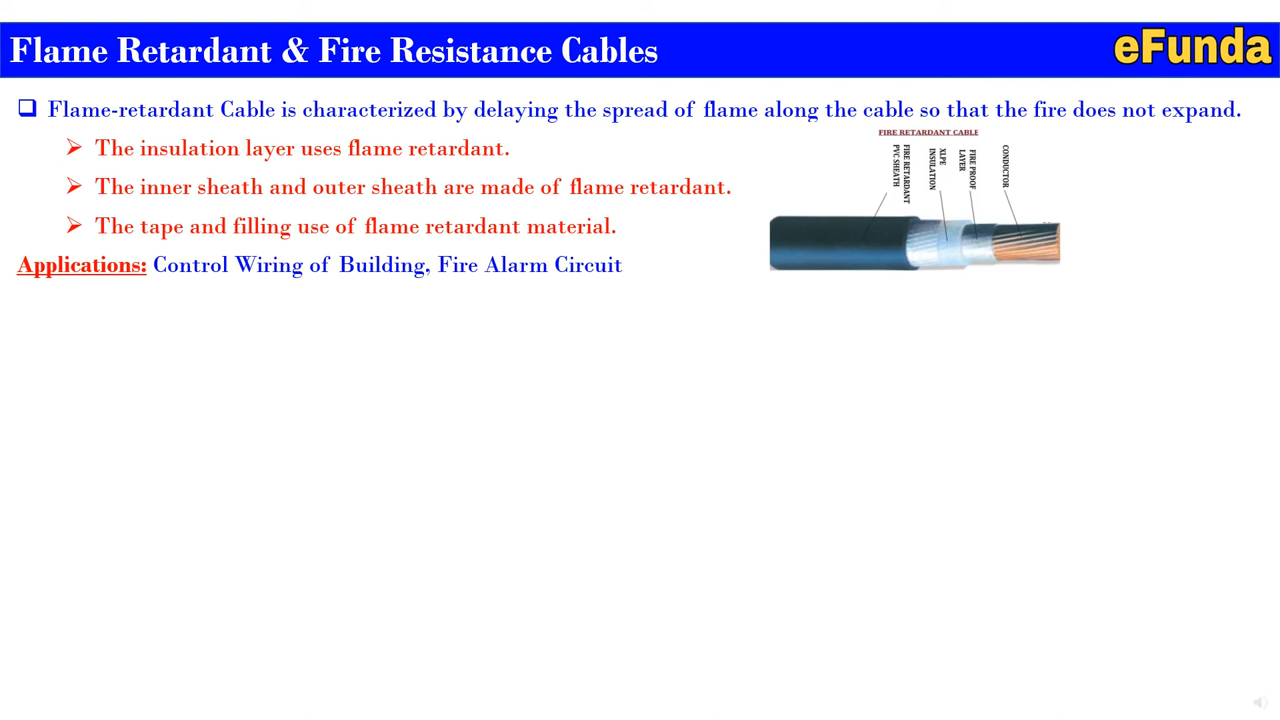 Flame Retardant & Fire Resistance Cables
eFunda
Flame-retardant Cable is characterized by delaying the spread of flame along the cable so that the fire does not expand.
The insulation layer uses flame retardant.
The inner sheath and outer sheath are made of flame retardant.
The tape and filling use of flame retardant material.
Applications: Control Wiring of Building, Fire Alarm Circuit
FIRE RETARDANT CABLE
FIRE RETARDANT
PVC SHEATH
XLPE
INSULATION
FIRE PROOF
LAYER
CONDUCTOR